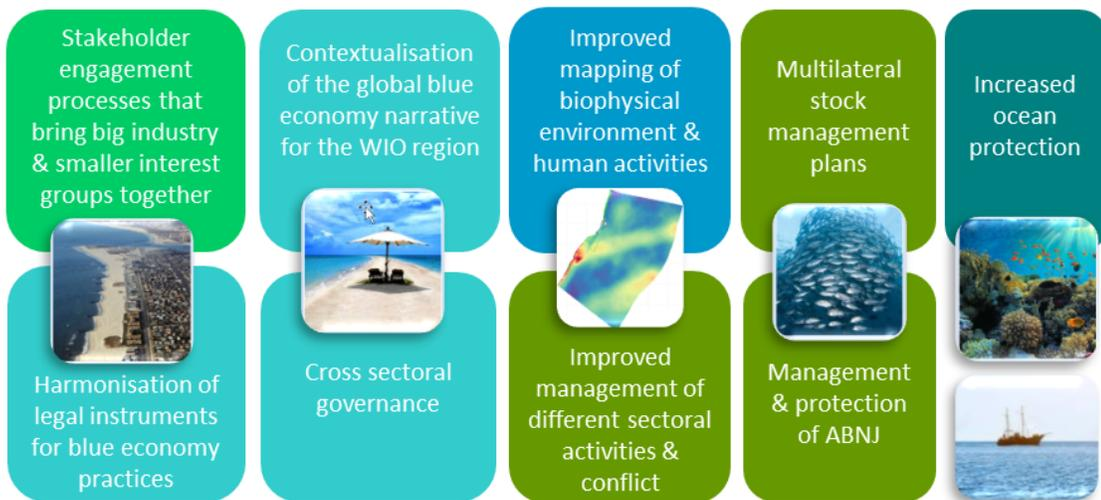 Stakeholder
engagement
processes that
bring big industry
& smaller interest
groups together
Contextualisation
of the global blue
economy narrative
for the WIO region
Improved
mapping of
biophysical
environment &
human activities
Multilateral
stock
management
plans
Increased
ocean
protection
Harmonisation of
legal instruments
for blue economy
practices
Cross sectoral
governance
Improved
management of
different sectoral
activities &
conflict
Management
& protection
of ABNJ